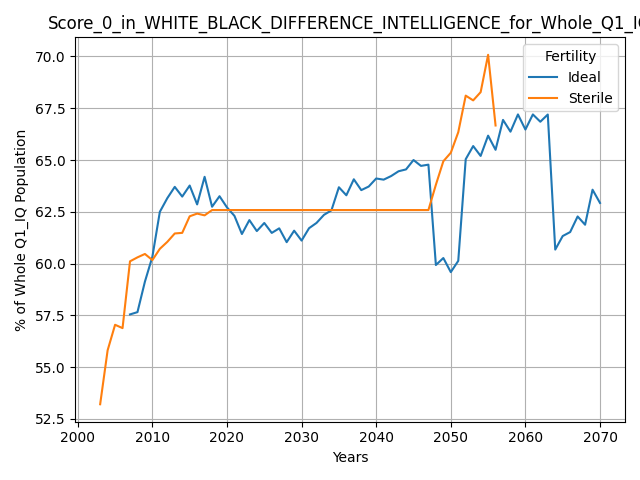 Score_0_in_WHITE_BLACK_DIFFERENCE_INTELLIGENCE_for_Whole_Q1_IQ
Fertility
Ideal
Sterile
% of Whole Q1_IQ Population
70.0
67.5
65.0
62.5
60.0
57.5
55.0
52.5
2000 2010 2020 2030 2040 2050 2060 2070
Years